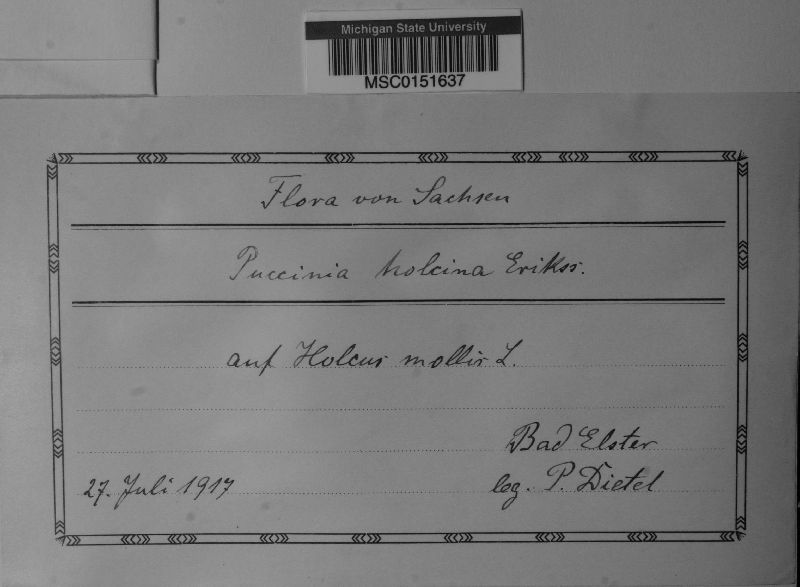 Michigan State University
MSC0151637
Flora von Sachsen
Puccinia holcina Erikss.
auf Holcus mollis L.
Bad Elster
27. Juli 1917 leg. P. Dietel